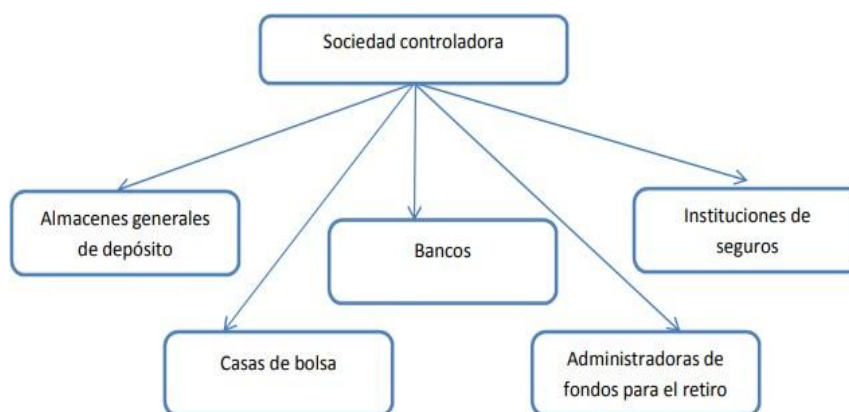 Sociedad controladora
Almacenes generales
de depósito
Bancos
Instituciones de
seguros
Casas de bolsa
Administradoras de
fondos para el retiro